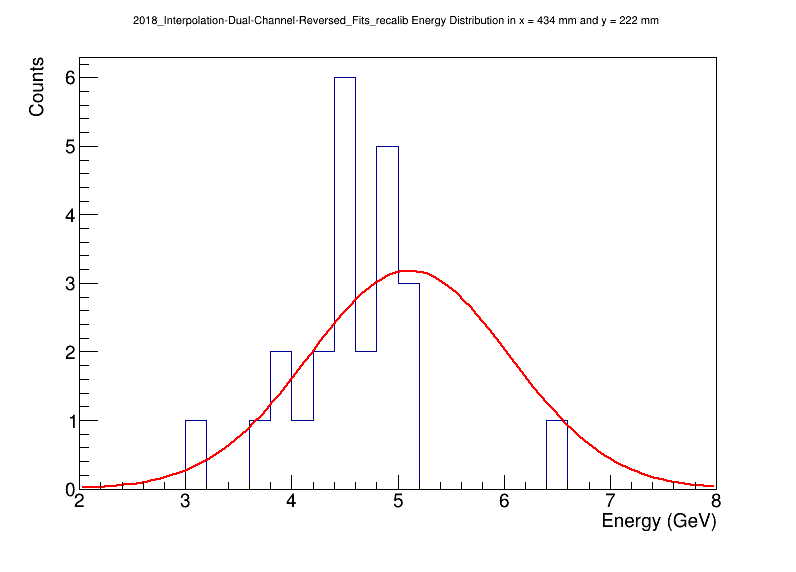 2018_Interpolation-Dual-Channel-Reversed_Fits_recalib Energy Distribution in x = 434 mm and y = 222 mm
Counts
6
5
4
3
2
1
0
2 3 4 5 6 7 8
Energy (GeV)